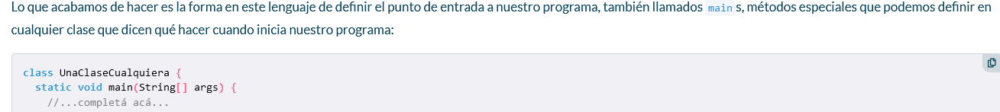 Lo que acabamos de hacer es la forma en este lenguaje de definir el punto de entrada a nuestro programa, también llamados main s, métodos especiales que podemos definir en
cualquier clase que dicen qué hacer cuando inicia nuestro programa:
class UnaClaseCualquiera {
static void main(String[] args) {
//...completá acá...